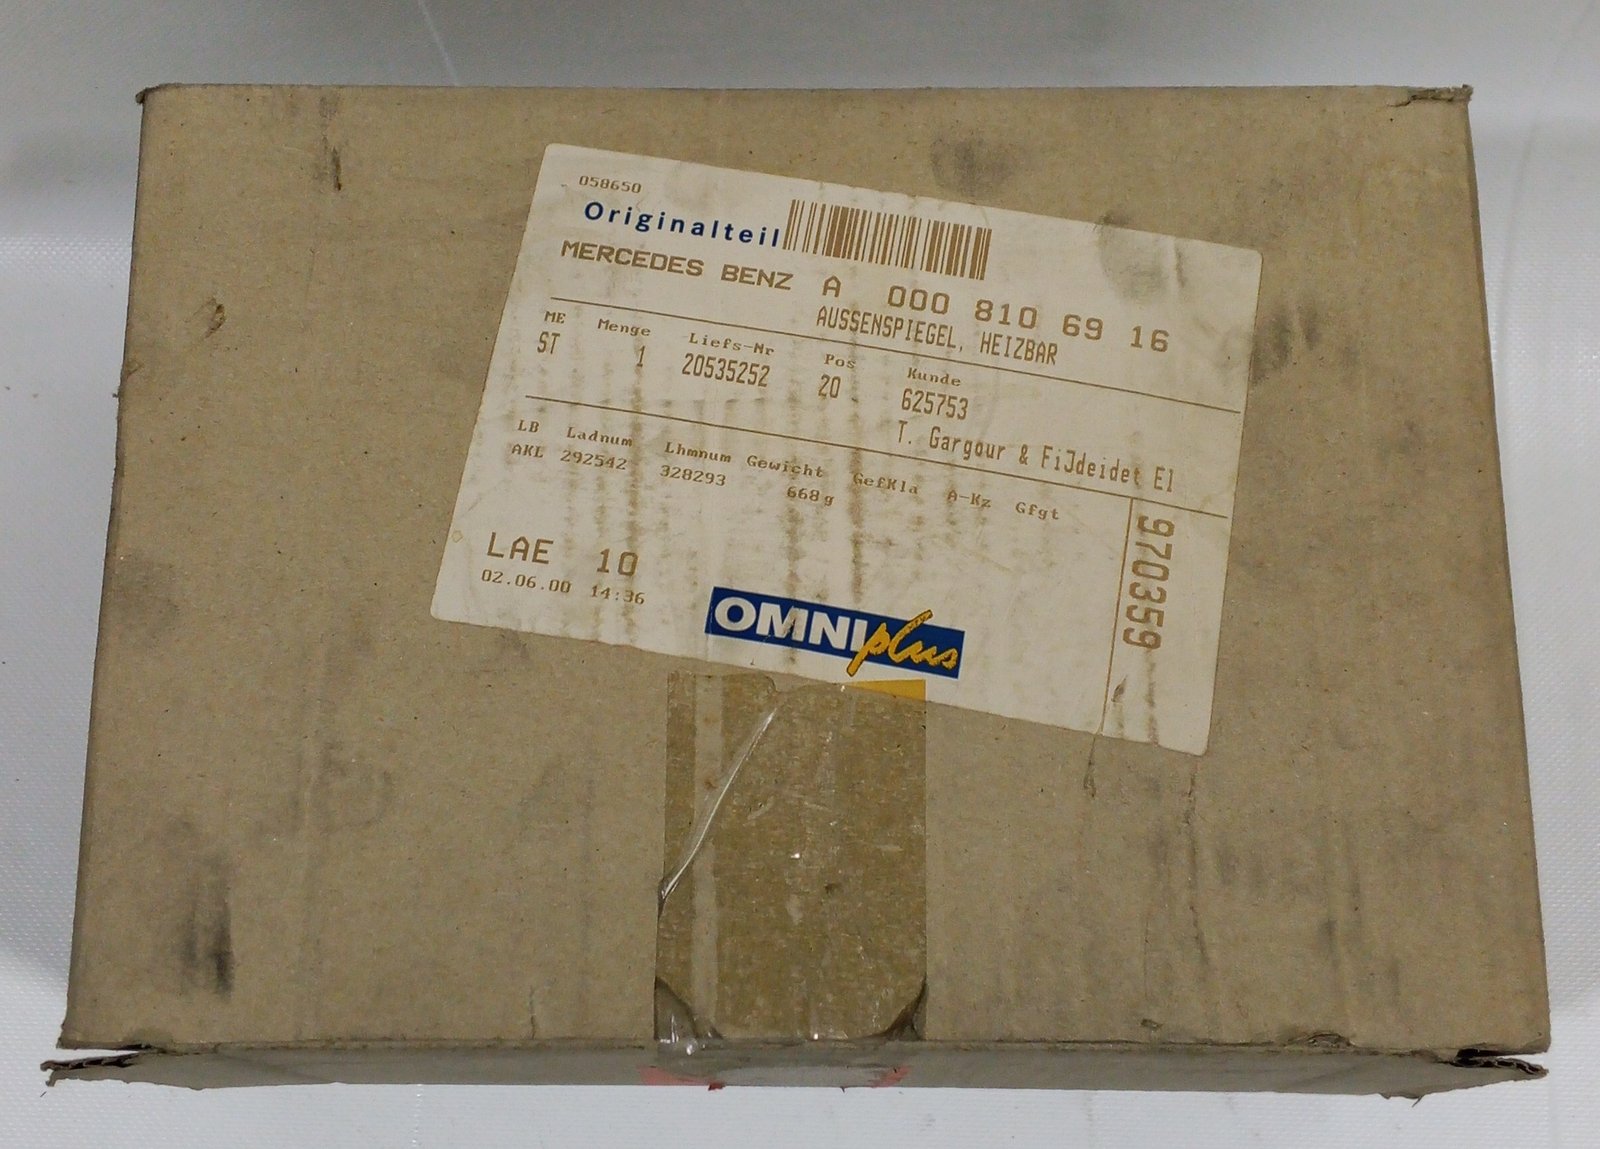 058650
Originalteil
MERCEDES BENZ A 000 810 69 16
AUSSENSPIEGEL, HEIZBAR
ME Menge Liefs-Nr Pos Kunde
ST 1 20535252 20 625753
T. Gargour & FiJdeidet El
LB Ladnum Lhmnum Gewicht GefKla A-Kz Gfgt
AKL 292542 328293 668g
970359
LAE 10
02.06.00 14:36
OMNIplus